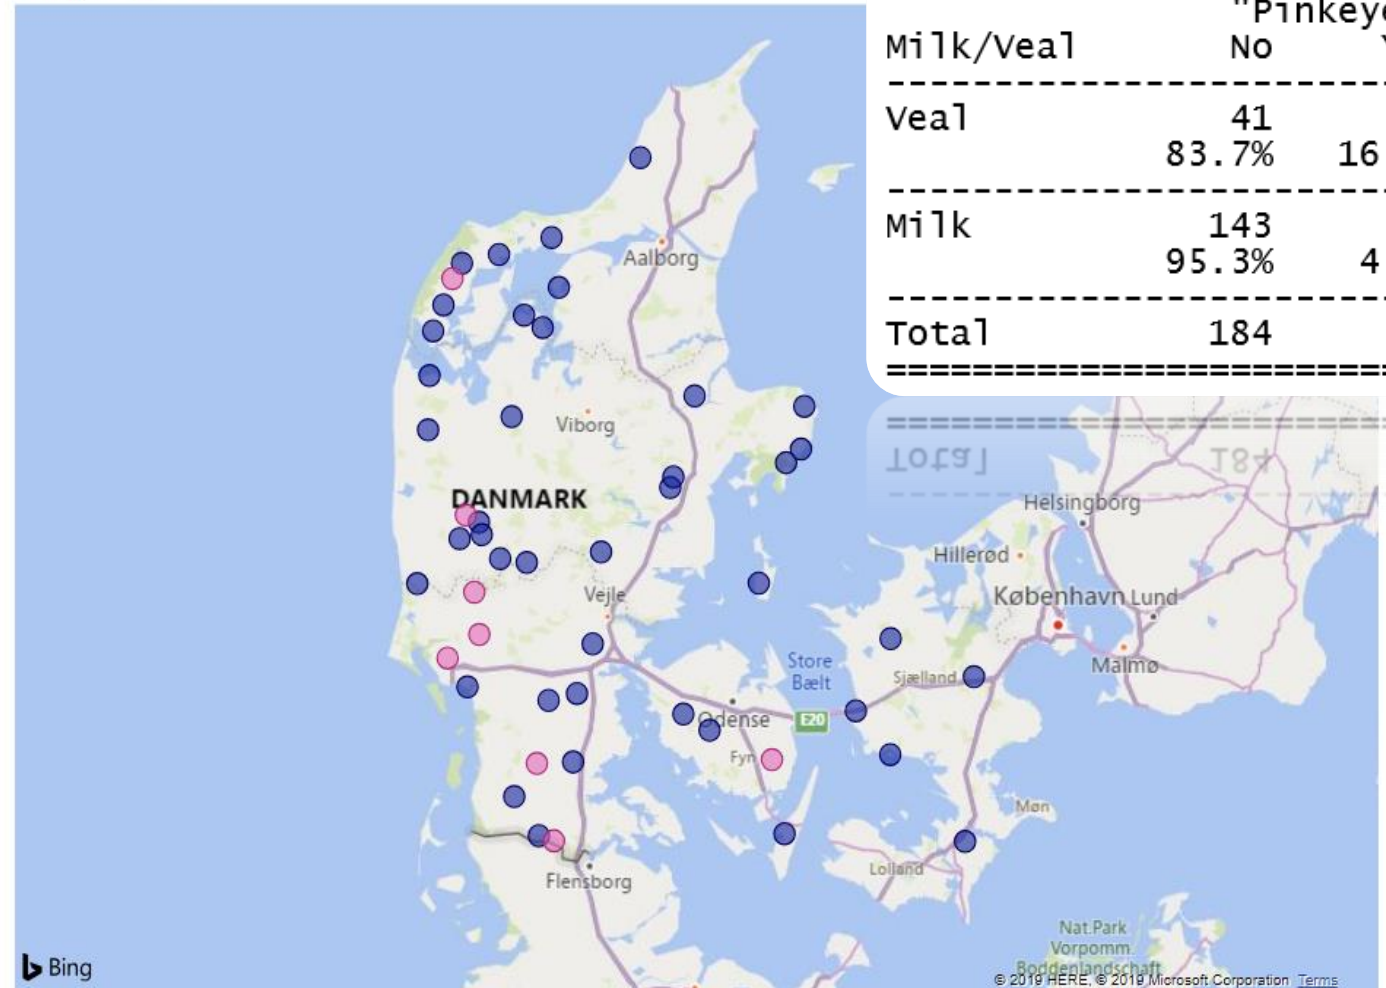 "Pinkey
Milk/Veal No
Veal 41
83.7% 16
Milk 143
95.3% 4
Total 184
Aalborg
Viborg
DANMARK
Helsingborg
Hillerød
København Lund
Vejle
Malmø
Store
Bælt
Sjælland
Odense
E20
Fyn
Møn
Lolland
Flensborg
Nat.Park
Vorpomm.
Boddenlandschaft
Bing
© 2019 HERE, © 2019 Microsoft Corporation Terms